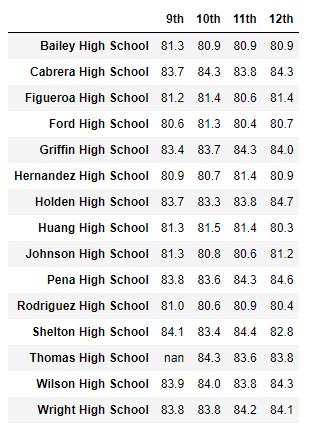 9th 10th 11th 12th
Bailey High School 81.3 80.9 80.9 80.9
Cabrera High School 83.7 84.3 83.8 84.3
Figueroa High School 81.2 81.4 80.6 81.4
Ford High School 80.6 81.3 80.4 80.7
Griffin High School 83.4 83.7 84.3 84.0
Hernandez High School 80.9 80.7 81.4 80.9
Holden High School 83.7 83.3 83.8 84.7
Huang High School 81.3 81.5 81.4 80.3
Johnson High School 81.3 80.8 80.6 81.2
Pena High School 83.8 83.6 84.3 84.6
Rodriguez High School 81.0 80.6 80.9 80.4
Shelton High School 84.1 83.4 84.4 82.8
Thomas High School nan 84.3 83.6 83.8
Wilson High School 83.9 84.0 83.8 84.3
Wright High School 83.8 83.8 84.2 84.1